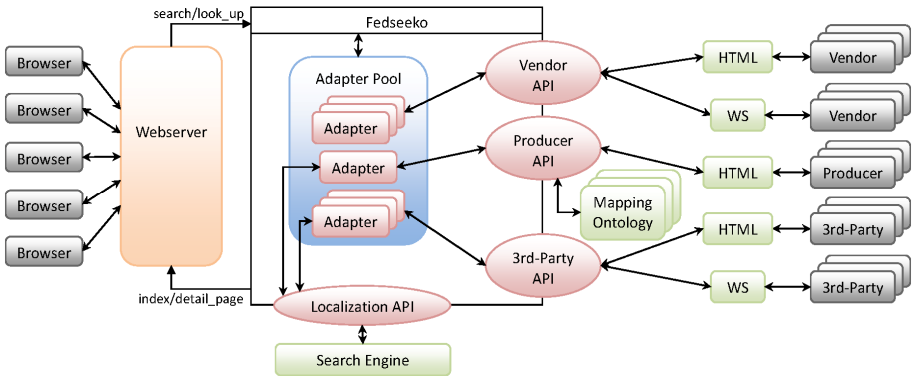 search/look_up
Fedseeko
Browser
Browser
Browser
Browser
Browser
Webserver
index/detail_page
Adapter Pool
Adapter
Adapter
Adapter
Vendor
API
Producer
API
Mapping
Ontology
3rd-Party
API
Localization API
Search Engine
HTML
Vendor
WS
Vendor
HTML
Producer
HTML
3rd-Party
WS
3rd-Party